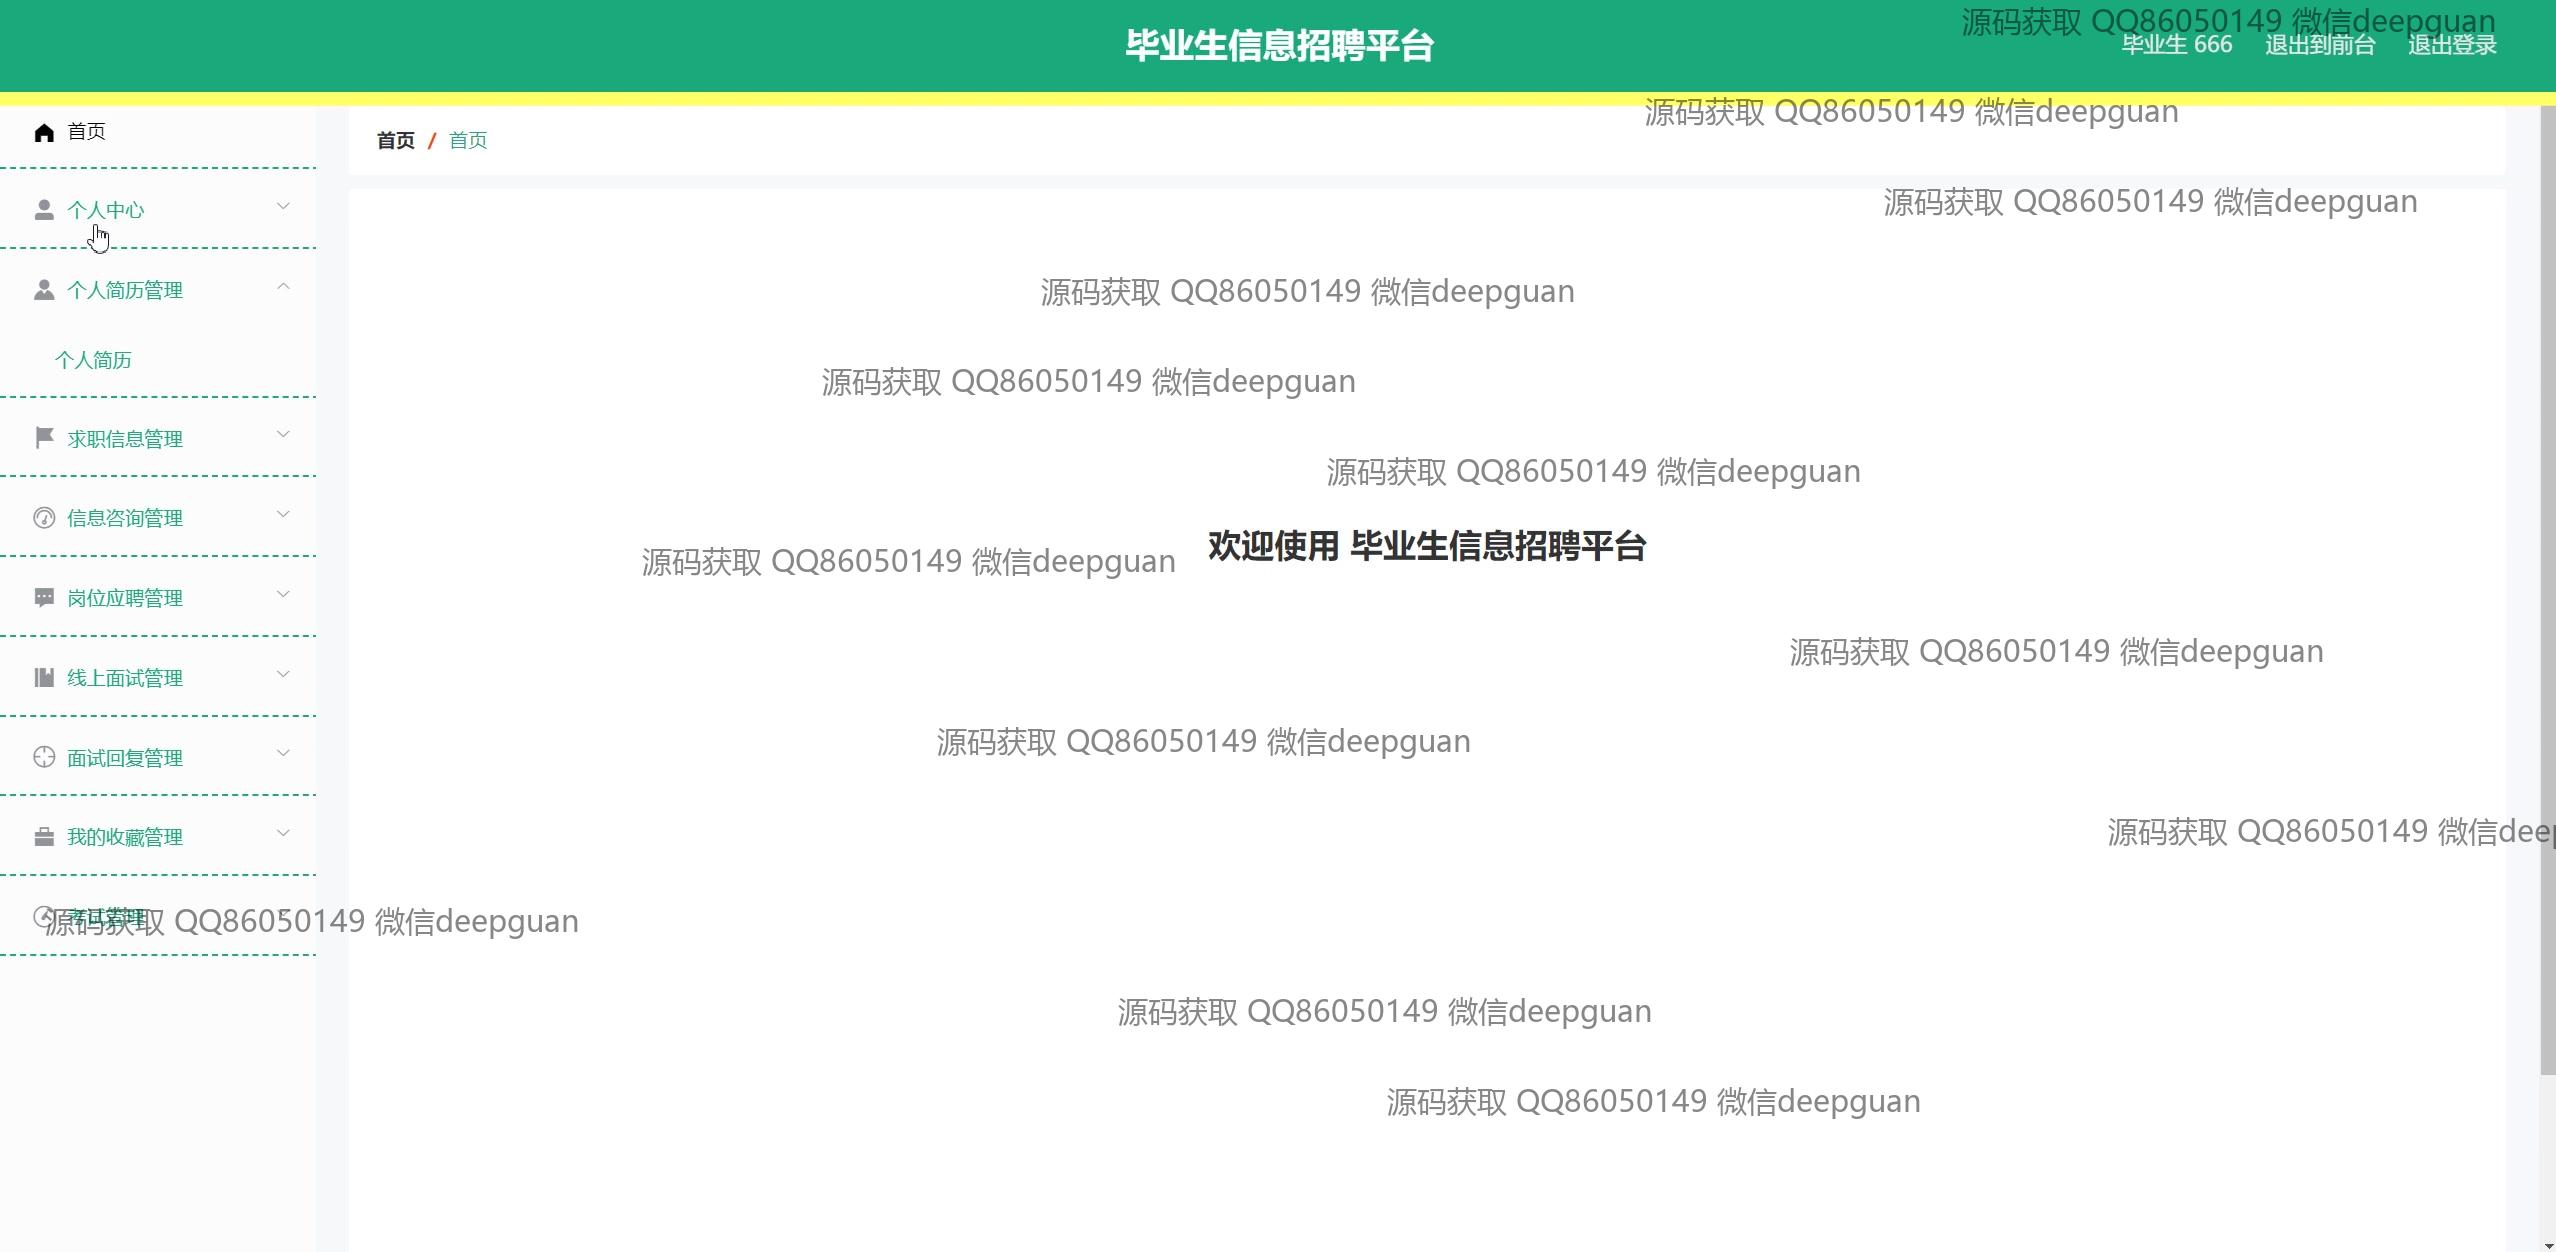 毕业生信息招聘平台
源码获取 QQ86050149 微信deepguan
毕业生 666 退出到前台 退出登录
源码获取 QQ86050149 微信deepguan
首页
首页 / 首页
源码获取 QQ86050149 微信deepguan
个人中心
源码获取 QQ86050149 微信deepguan
个人简历管理
个人简历
源码获取 QQ86050149 微信deepguan
求职信息管理
源码获取 QQ86050149 微信deepguan
信息咨询管理
欢迎使用 毕业生信息招聘平台
源码获取 QQ86050149 微信deepguan
岗位应聘管理
源码获取 QQ86050149 微信deepguan
线上面试管理
源码获取 QQ86050149 微信deepguan
面试回复管理
源码获取 QQ86050149 微信deep
我的收藏管理
考试管理
源码获取 QQ86050149 微信deepguan
源码获取 QQ86050149 微信deepguan
源码获取 QQ86050149 微信deepguan